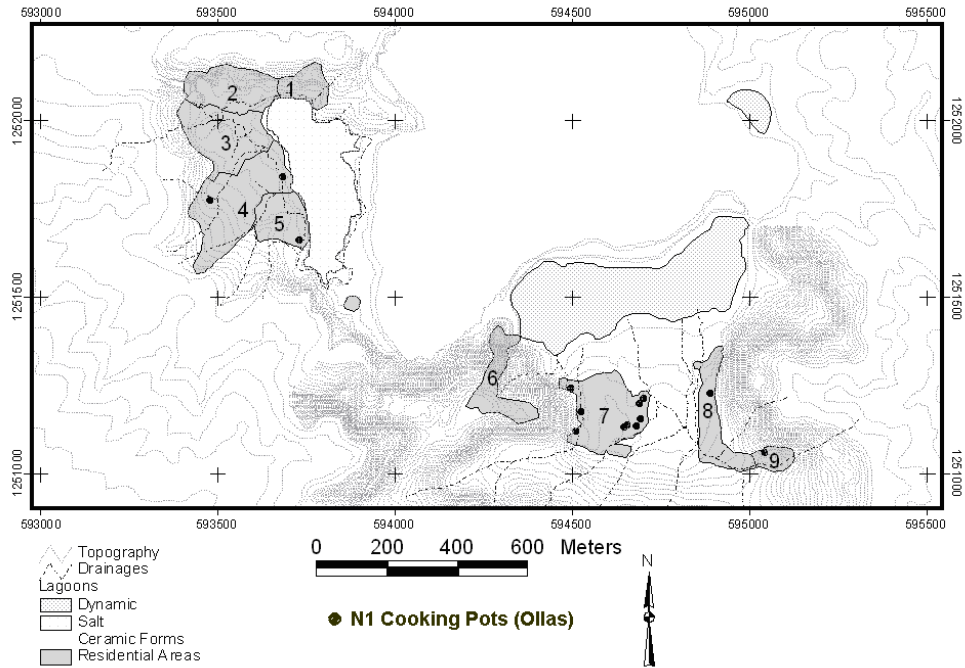 593000 593500 594000 594500 595000 595500
1252000 1252000
1251500 1251500
1251000 1251000
1
2
3
4
5
6
7
8
9
593000 593500 594000 594500 595000 595500
Topography
Drainages
Lagoons
Dynamic
Salt
Ceramic Forms
Residential Areas
0 200 400 600 Meters
N1 Cooking Pots (Ollas)
N